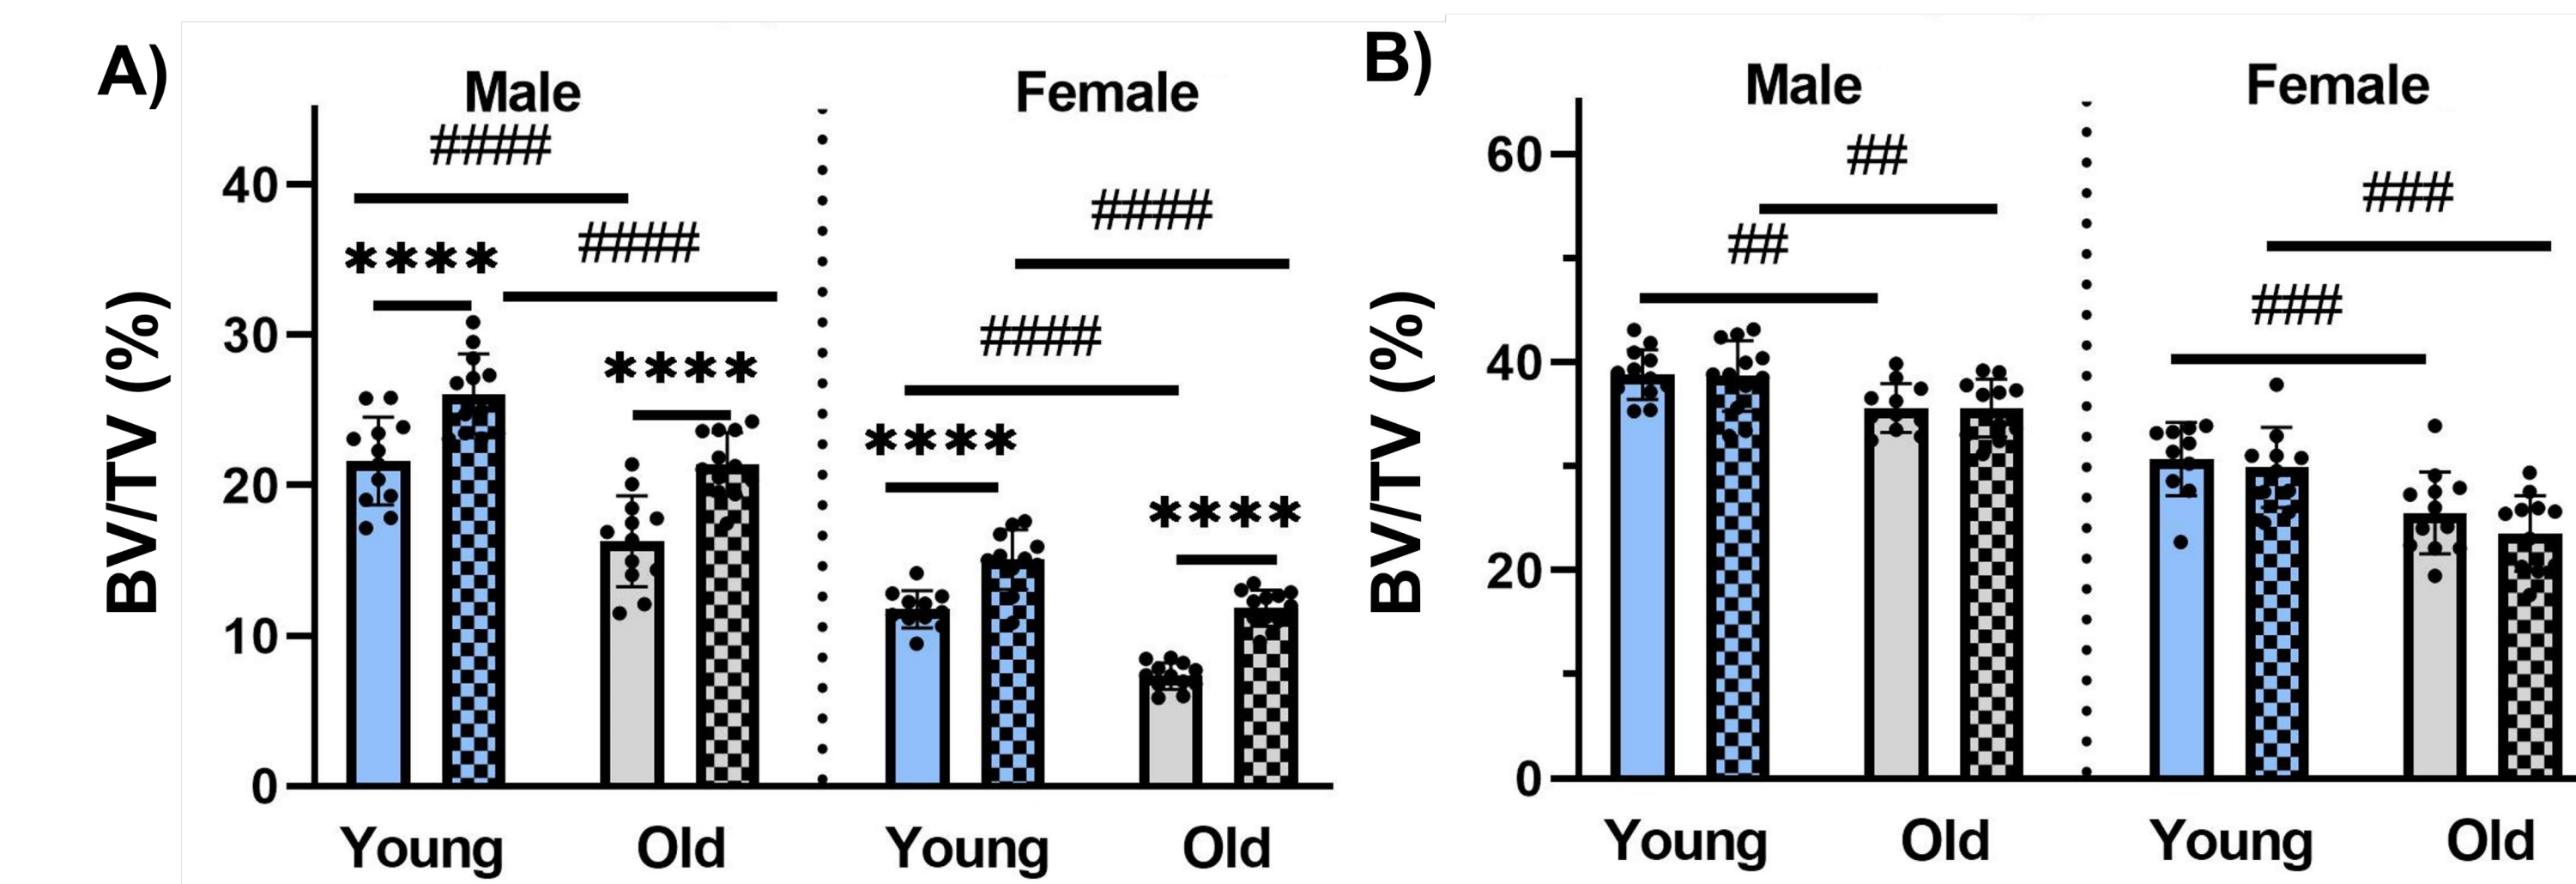 A)
BV/TV (%)
Male
Female
####
####
####
####
****
****
****
****
40
30
20
10
0
Young
Old
Young
Old
B)
BV/TV (%)
Male
Female
##
##
###
###
60
40
20
0
Young
Old
Young
Old